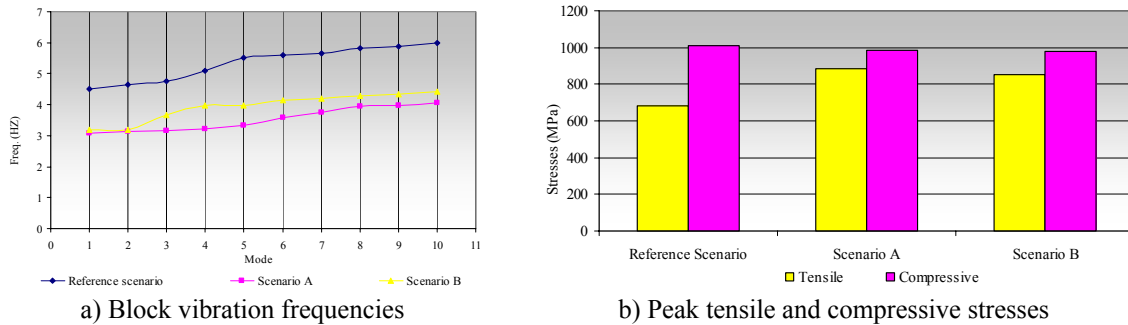 7
6
5
4
3
2
1
0
Freq. (HZ)
0 1 2 3 4 5 6 7 8 9 10 11
Mode
Reference scenario Scenario A Scenario B
a) Block vibration frequencies
1200
1000
800
600
400
200
0
Stresses (MPa)
Reference Scenario Scenario A Scenario B
Tensile Compressive
b) Peak tensile and compressive stresses